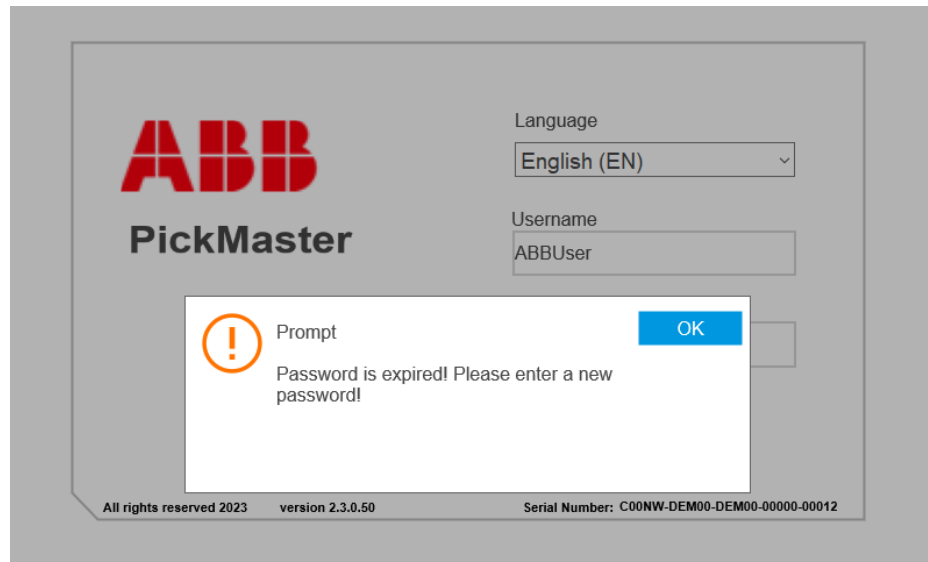 ABB
PickMaster
Language
English (EN)
Username
ABBUser
Prompt
OK
Password is expired! Please enter a new
password!
All rights reserved 2023
version 2.3.0.50
Serial Number: C00NW-DEM00-DEM00-00000-00012